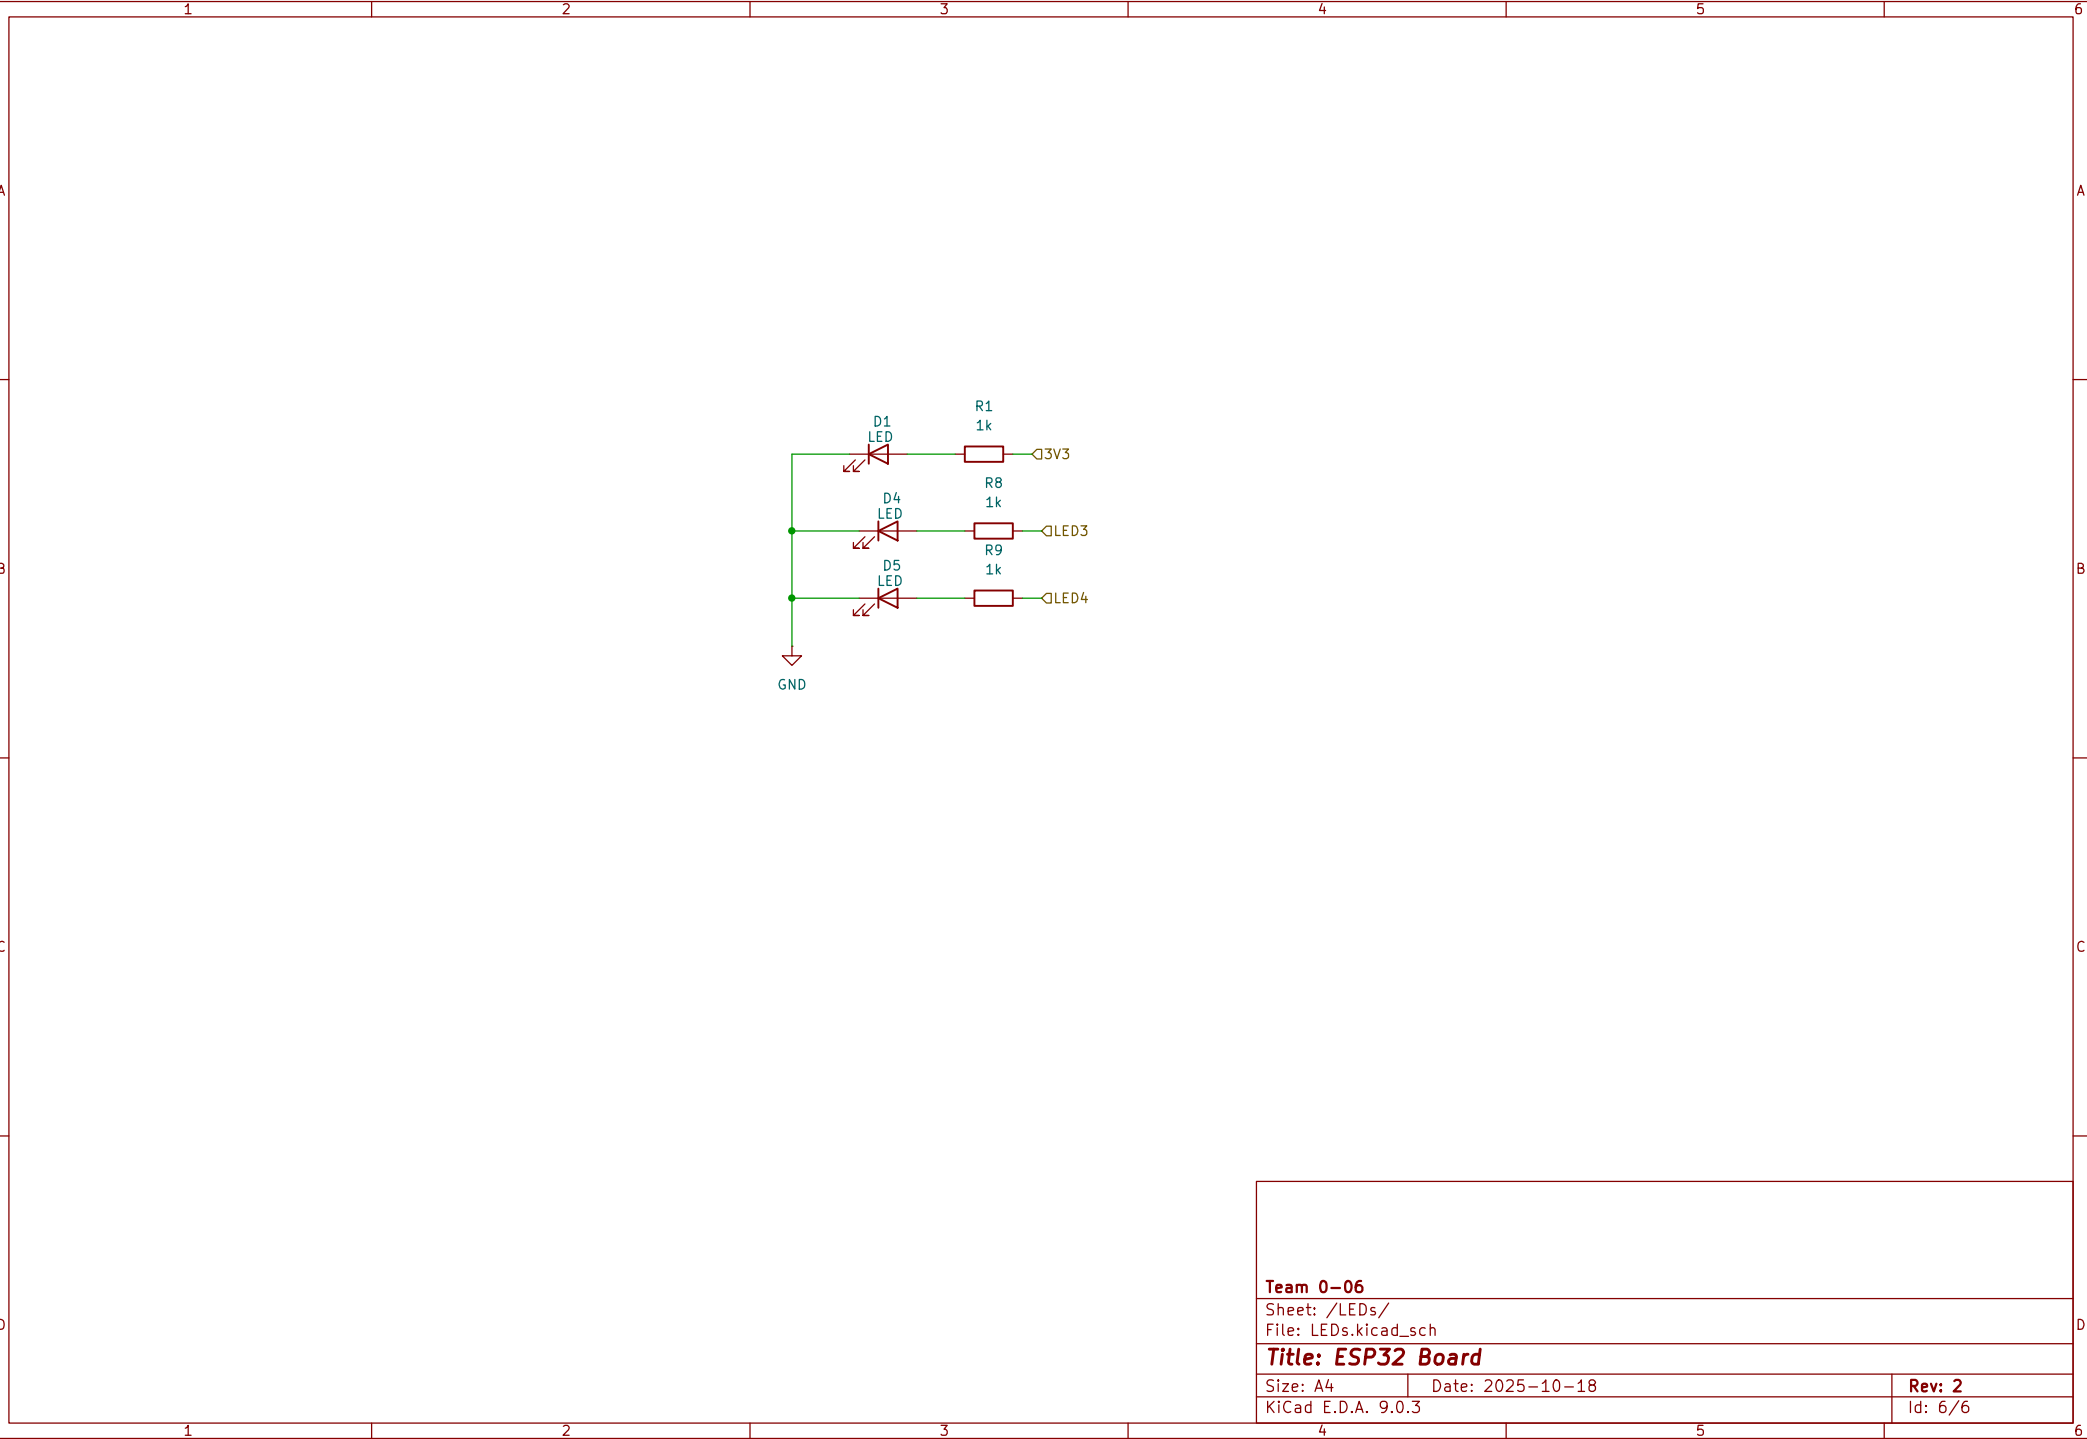 1 2 3 4 5 6
A A
R1
1k
D1
LED
3V3
R8
1k
D4
LED
LED3
R9
1k
D5
LED
B B
LED4
GND
C C
Team 0-06
Sheet: /LEDs/
File: LEDs.kicad_sch
D D
Title: ESP32 Board
Size: A4 Date: 2025-10-18 Rev: 2
KiCad E.D.A. 9.0.3 Id: 6/6
1 2 3 4 5 6